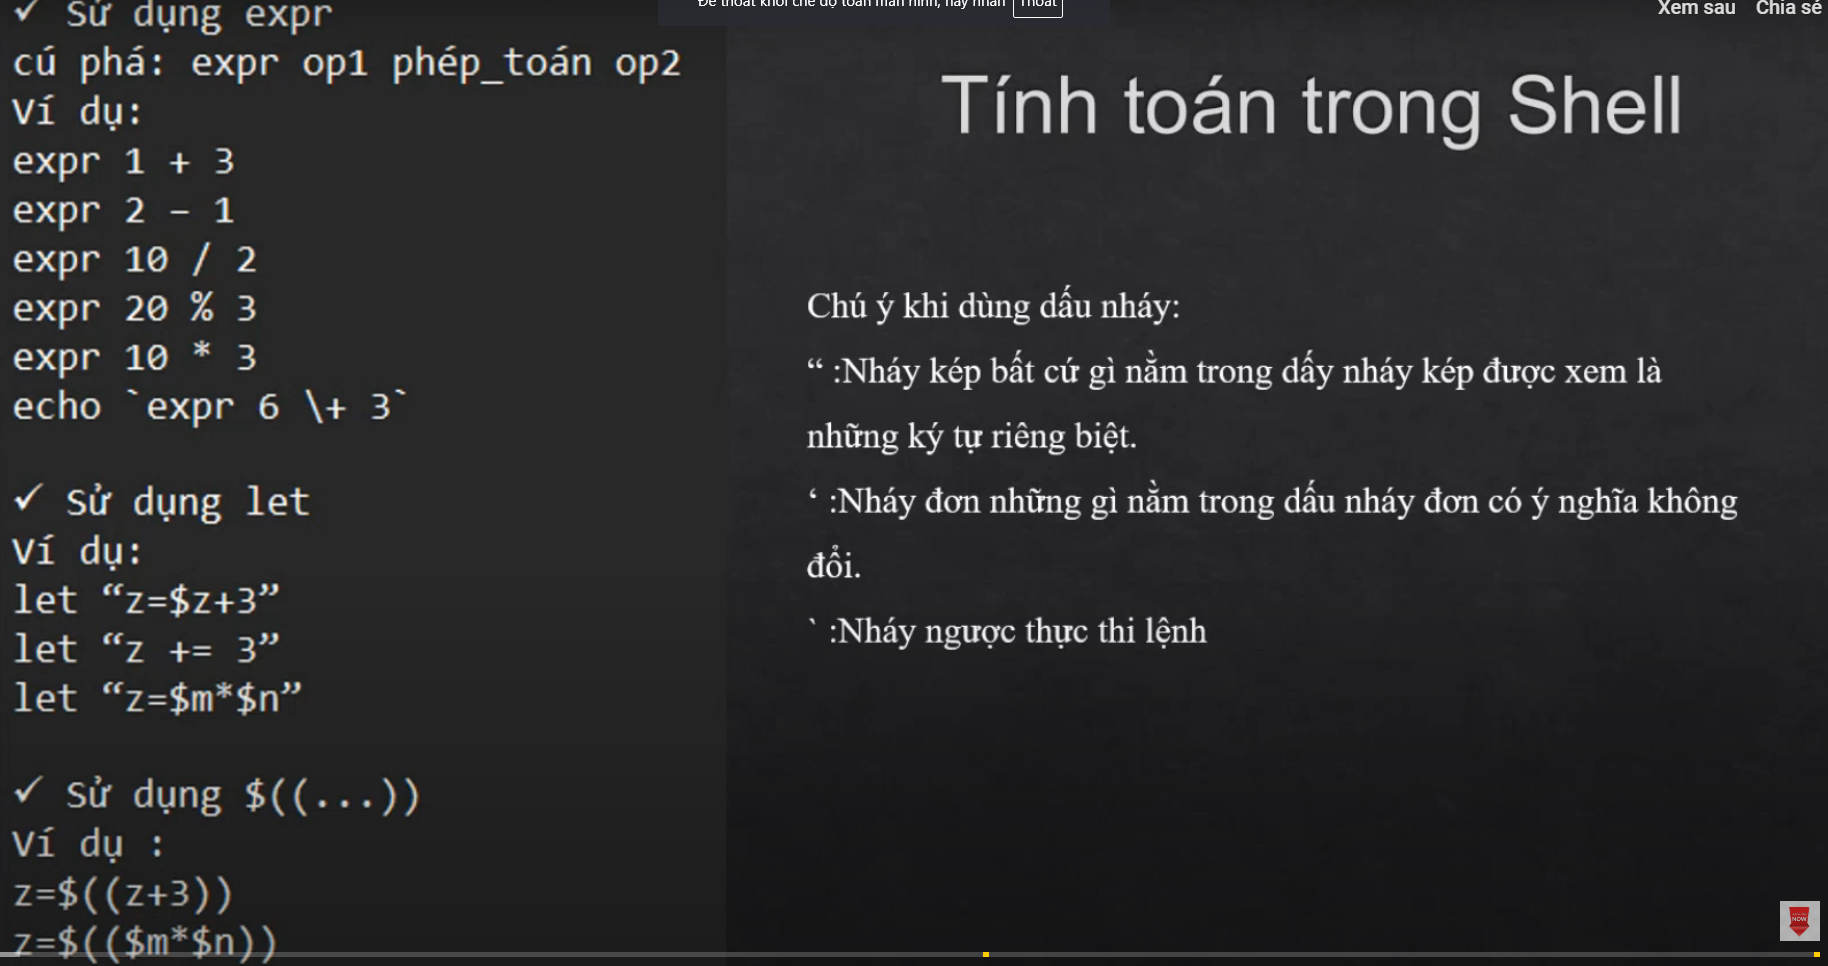 Để thoát khỏi chế độ toàn màn hình, hãy nhấn Thoát
Xem sau Chia sẻ
✓ Sử dụng expr
cú phá: expr op1 phép_toán op2
Ví dụ:
expr 1 + 3
expr 2 – 1
expr 10 / 2
expr 20 % 3
expr 10 * 3
echo `expr 6 \+ 3`
✓ Sử dụng let
Ví dụ:
let “z=$z+3”
let “z += 3”
let “z=$m*$n”
✓ Sử dụng $((...))
Ví dụ :
z=$((z+3))
z=$(($m*$n))
Tính toán trong Shell
Chú ý khi dùng dấu nháy:
“ :Nháy kép bất cứ gì nằm trong dấy nháy kép được xem là
những ký tự riêng biệt.
‘ :Nháy đơn những gì nằm trong dấu nháy đơn có ý nghĩa không
đổi.
` :Nháy ngược thực thi lệnh
NOW